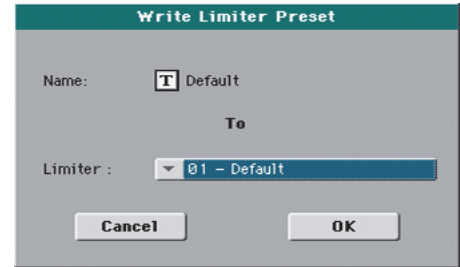 Write Limiter Preset
Name: T Default
To
Limiter : 01 - Default
Cancel OK